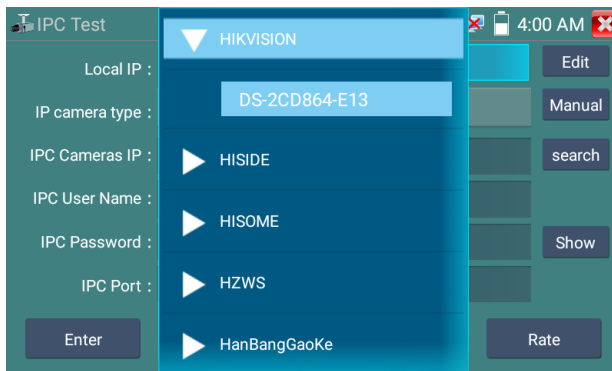 IPC Test
4:00 AM
HIKVISION
Local IP :
Edit
DS-2CD864-E13
IP camera type :
Manual
IPC Cameras IP :
HISIDE
search
IPC User Name :
HISOME
IPC Password :
Show
IPC Port :
HZWS
Enter
HanBangGaoKe
Rate